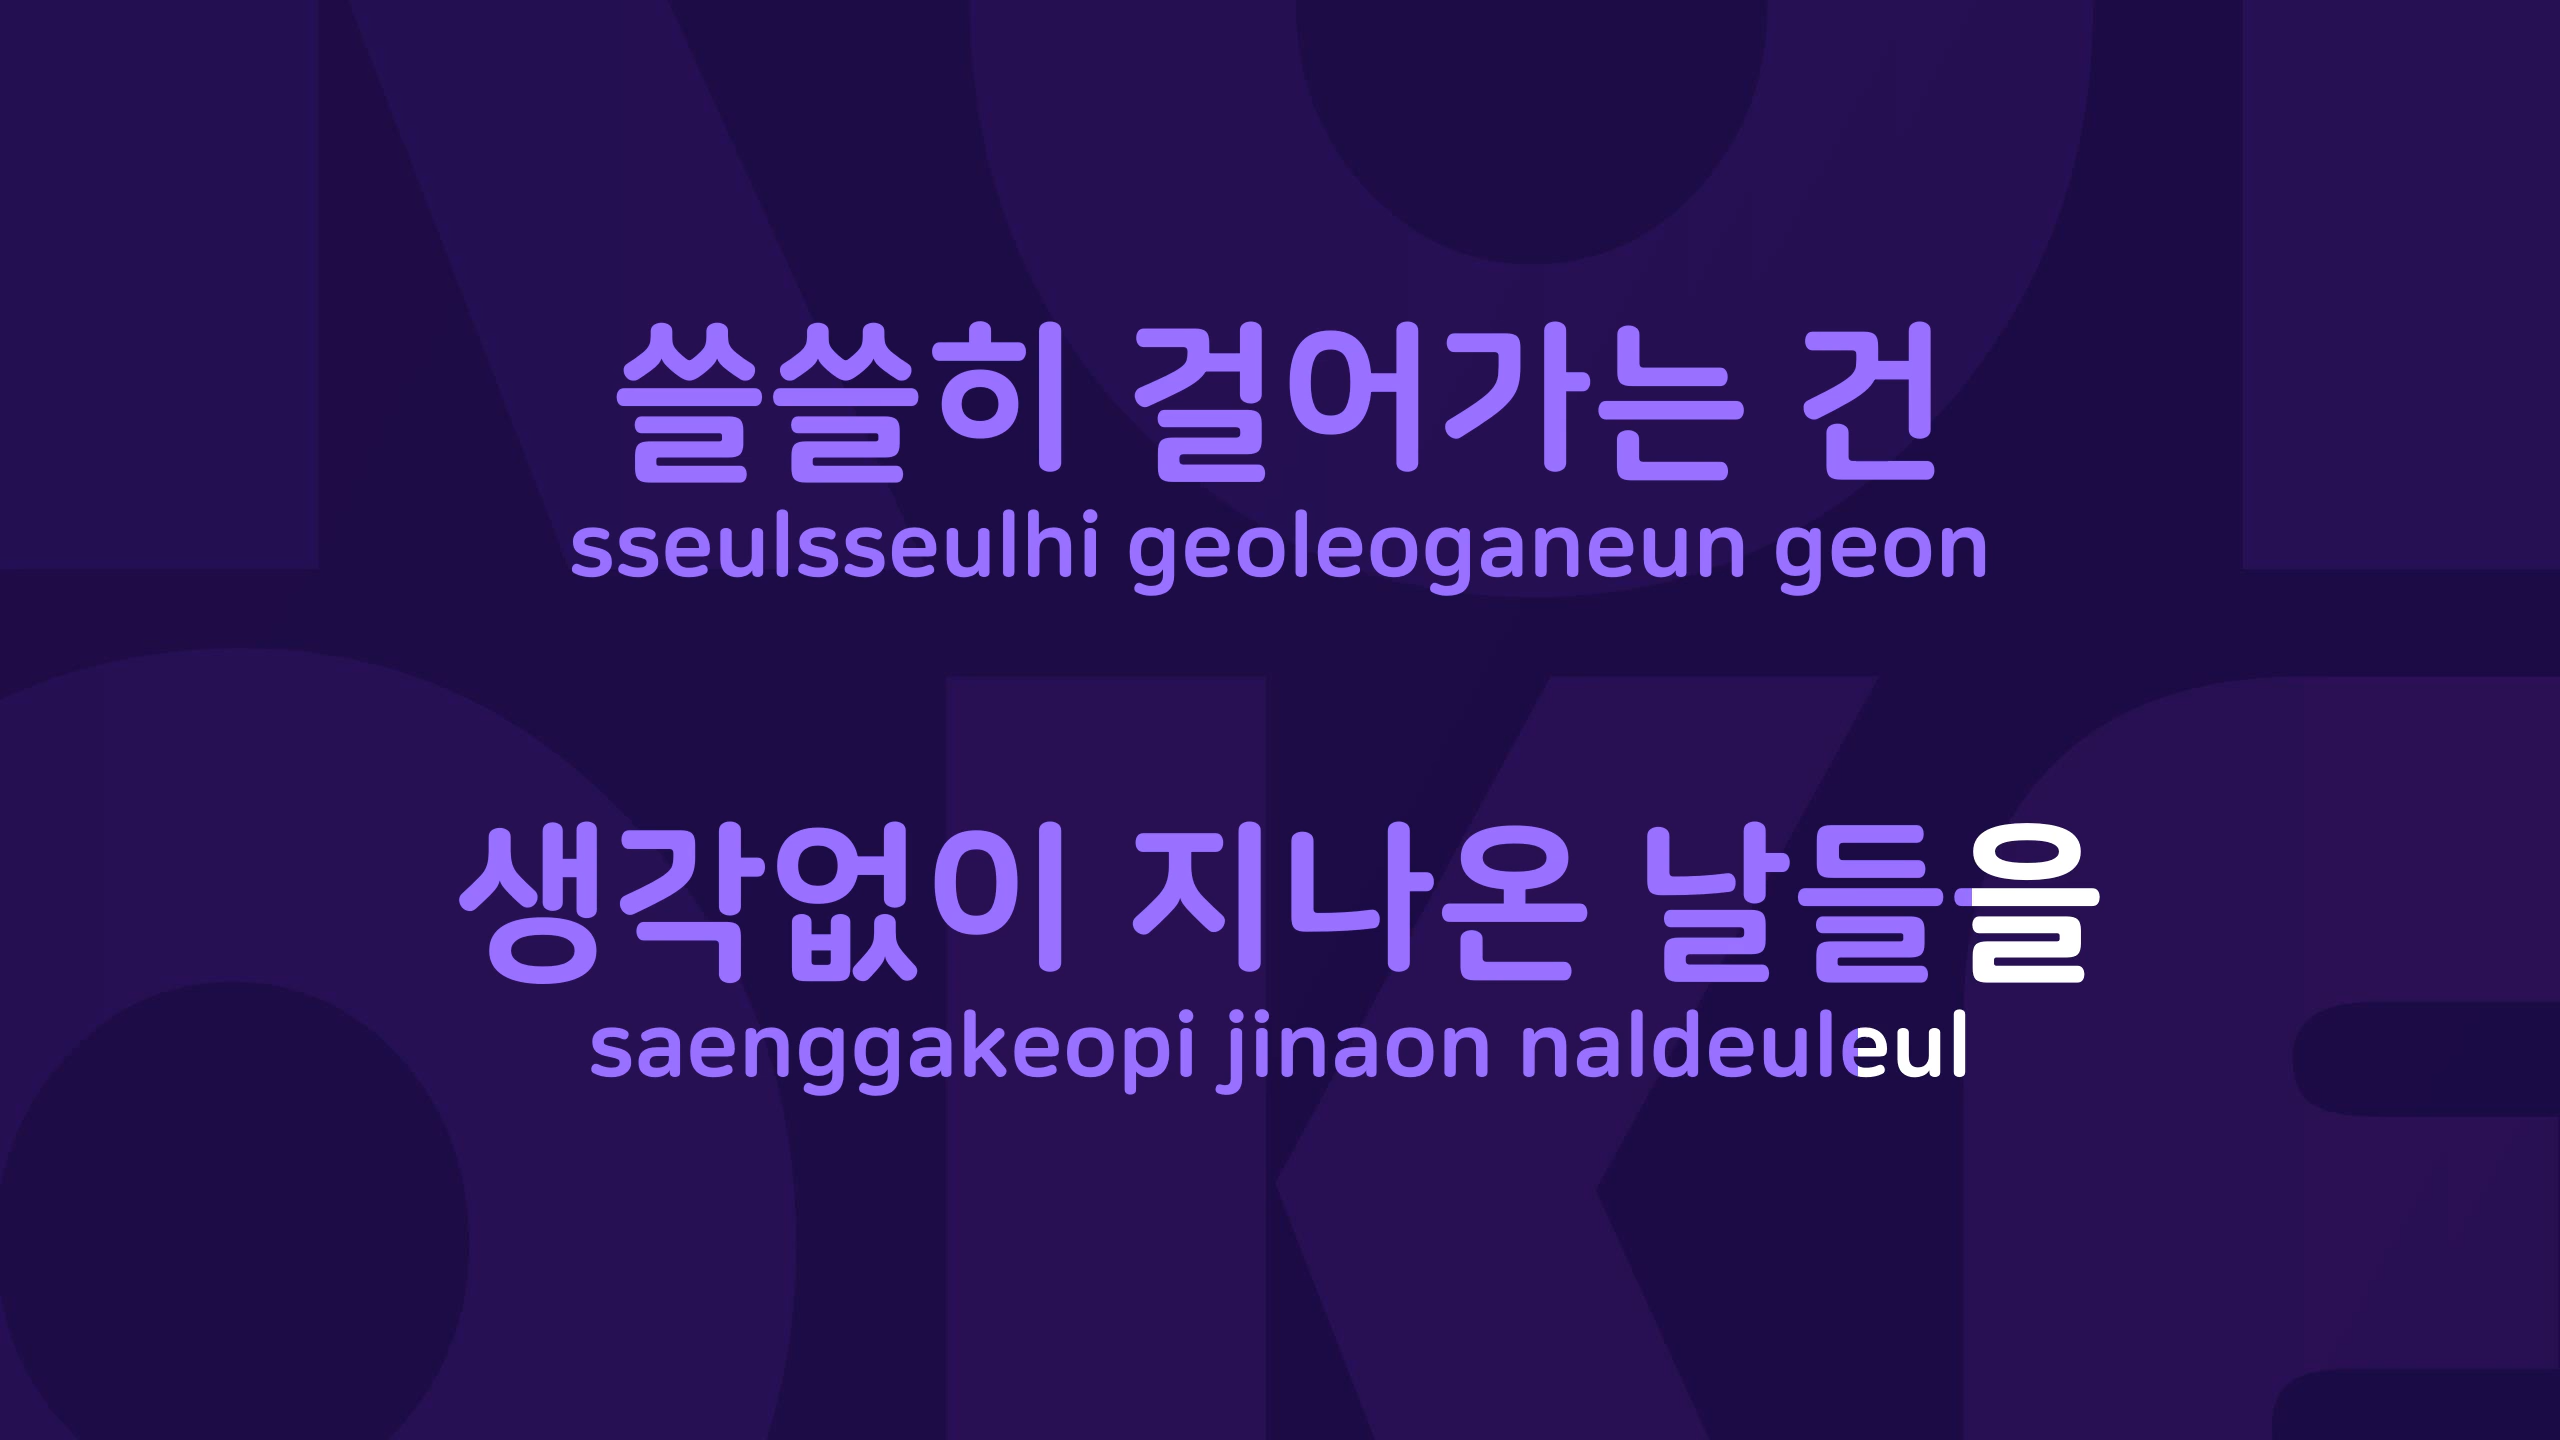 쓸쓸히 걸어가는 건
sseulsseulhi geoleoganeun geon
생각없이 지나온 날들을
saenggakeopi jinaon naldeuleul